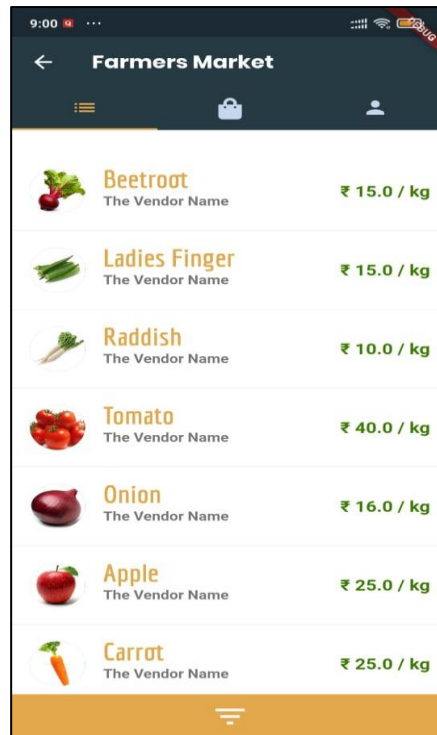 9:00
DEBUG
Farmers Market
Beetroot
The Vendor Name
₹ 15.0 / kg
Ladies Finger
The Vendor Name
₹ 15.0 / kg
Raddish
The Vendor Name
₹ 10.0 / kg
Tomato
The Vendor Name
₹ 40.0 / kg
Onion
The Vendor Name
₹ 16.0 / kg
Apple
The Vendor Name
₹ 25.0 / kg
Carrot
The Vendor Name
₹ 25.0 / kg